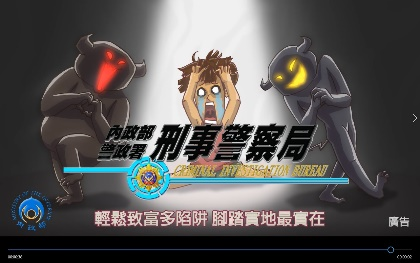 內政部
警政署
刑事警察局
CRIMINAL INVESTIGATION BUREAU
輕鬆致富多陷阱 腳踏實地最實在
廣告